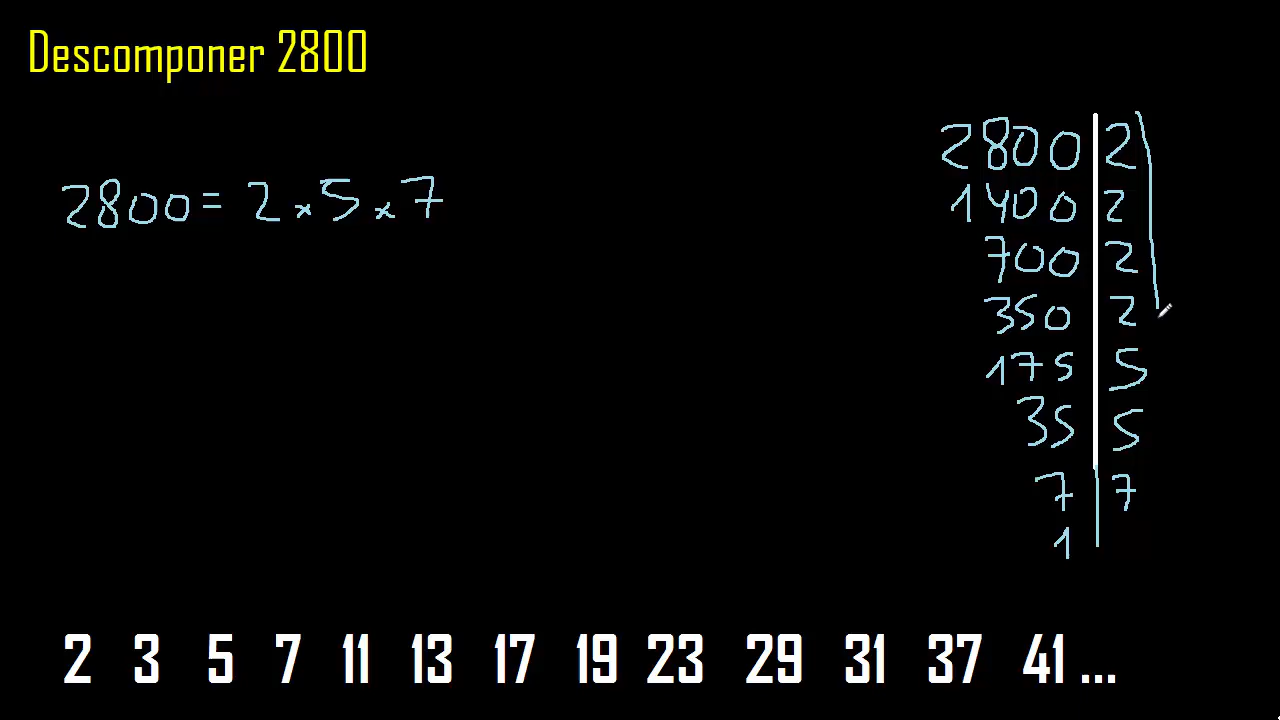 Descomponer 2800
2800 = 2 x 5 x 7
2800 2
1400 2
700 2
350 2
175 5
35 5
7 7
1
2 3 5 7 11 13 17 19 23 29 31 37 41 ...